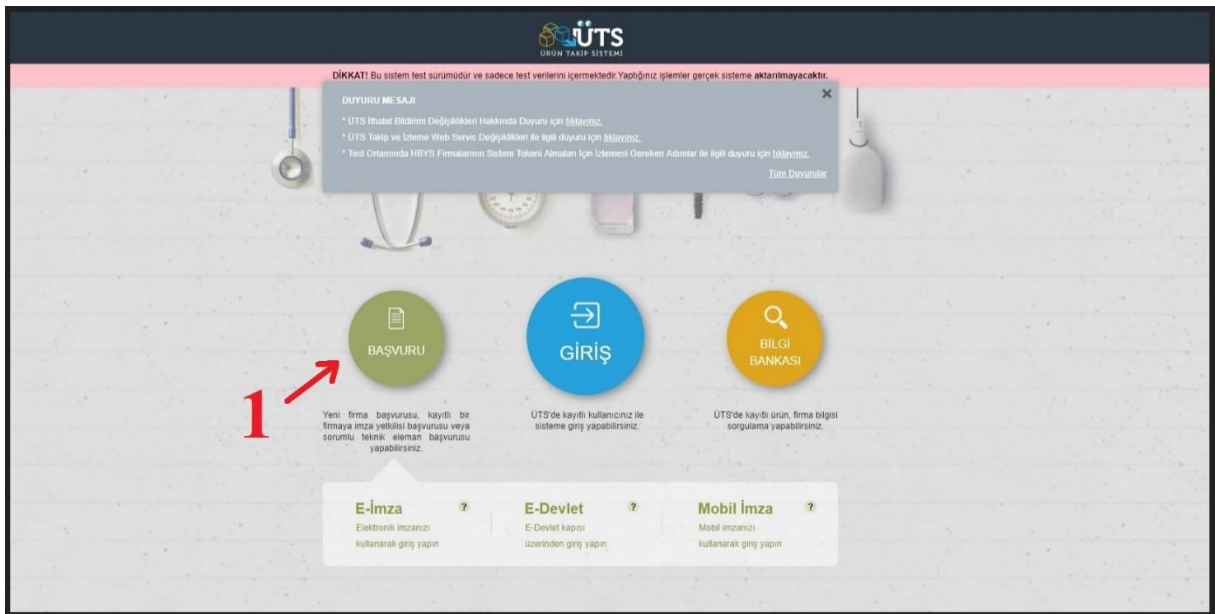 ÜTS
ÜRÜN TAKİP SİSTEMİ
DİKKAT! Bu sistem test sürümüdür ve sadece test verilerini içermektedir.Yaptığınız işlemler gerçek sisteme aktarılmayacaktır.
DUYURU MESAJI
* ÜTS İthalat Bildirimi Değişiklikleri Hakkında Duyuru için tıklayınız.
* ÜTS Takip ve İzleme Web Servis Değişiklikleri ile ilgili duyuru için tıklayınız.
* Test Ortamında HBYS Firmalarının Sistem Tokeni Almaları İçin İzlemesi Gereken Adımlar ile ilgili duyuru için tıklayınız.
Tüm Duyurular
BAŞVURU
GİRİŞ
BİLGİ
BANKASI
1
Yeni firma başvurusu, kayıtlı bir
firmaya imza yetkilisi başvurusu veya
sorumlu teknik eleman başvurusu
yapabilirsiniz.
ÜTS'de kayıtlı kullanıcınız ile
sisteme giriş yapabilirsiniz.
ÜTS'de kayıtlı ürün, firma bilgisi
sorgulama yapabilirsiniz.
E-İmza ?
Elektronik imzanızı
kullanarak giriş yapın
E-Devlet ?
E-Devlet kapısı
üzerinden giriş yapın
Mobil İmza ?
Mobil imzanızı
kullanarak giriş yapın